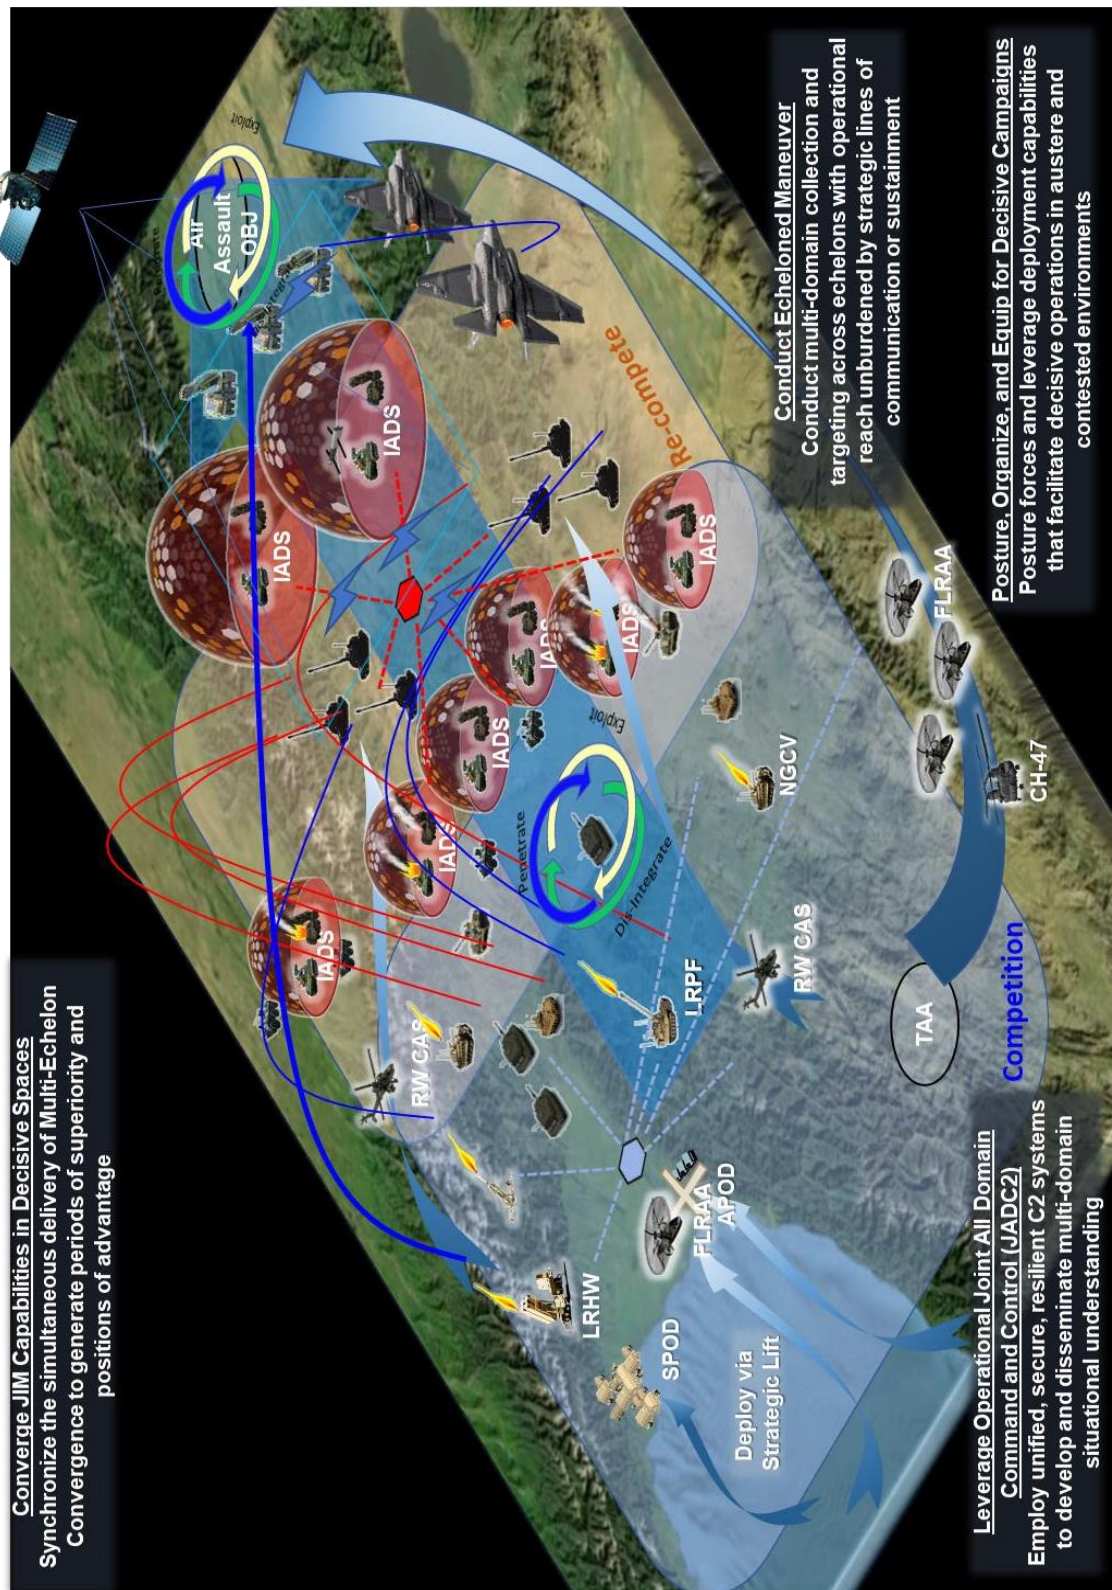 Converge JIM Capabilities in Decisive Spaces
Synchronize the simultaneous delivery of Multi-Echelon
Convergence to generate periods of superiority and
positions of advantage
Leverage Operational Joint All Domain
Command and Control (JADC2)
Employ unified, secure, resilient C2 systems
to develop and disseminate multi-domain
situational understanding
Conduct Echeloned Maneuver
Conduct multi-domain collection and
targeting across echelons with operational
reach unburdened by strategic lines of
communication or sustainment
Posture, Organize, and Equip for Decisive Campaigns
Posture forces and leverage deployment capabilities
that facilitate decisive operations in austere and
contested environments
LRHW
SPOD
Deploy via
Strategic Lift
FLRAA
APOD
RW CAS
LRPF
RW CAS
TAA
Competition
NGCV
CH-47
FLRAA
Penetrate
Dis-Integrate
Exploit
IADS
IADS
IADS
IADS
IADS
IADS
IADS
IADS
Re-compete
Air
Assault
OBJ
Exploit